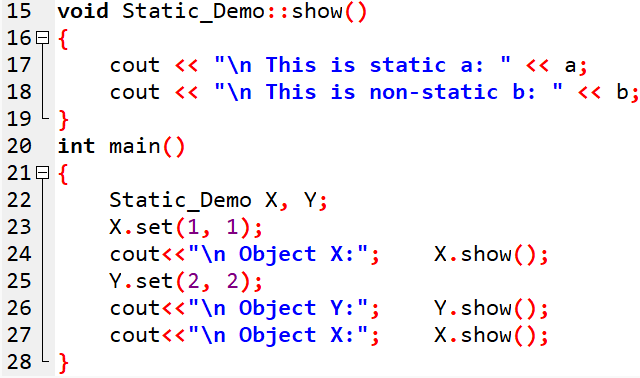 15 void Static_Demo::show()
16 {
17 cout << "\n This is static a: " << a;
18 cout << "\n This is non-static b: " << b;
19 }
20 int main()
21 {
22 Static_Demo X, Y;
23 X.set(1, 1);
24 cout<<"\n Object X:"; X.show();
25 Y.set(2, 2);
26 cout<<"\n Object Y:"; Y.show();
27 cout<<"\n Object X:"; X.show();
28 }